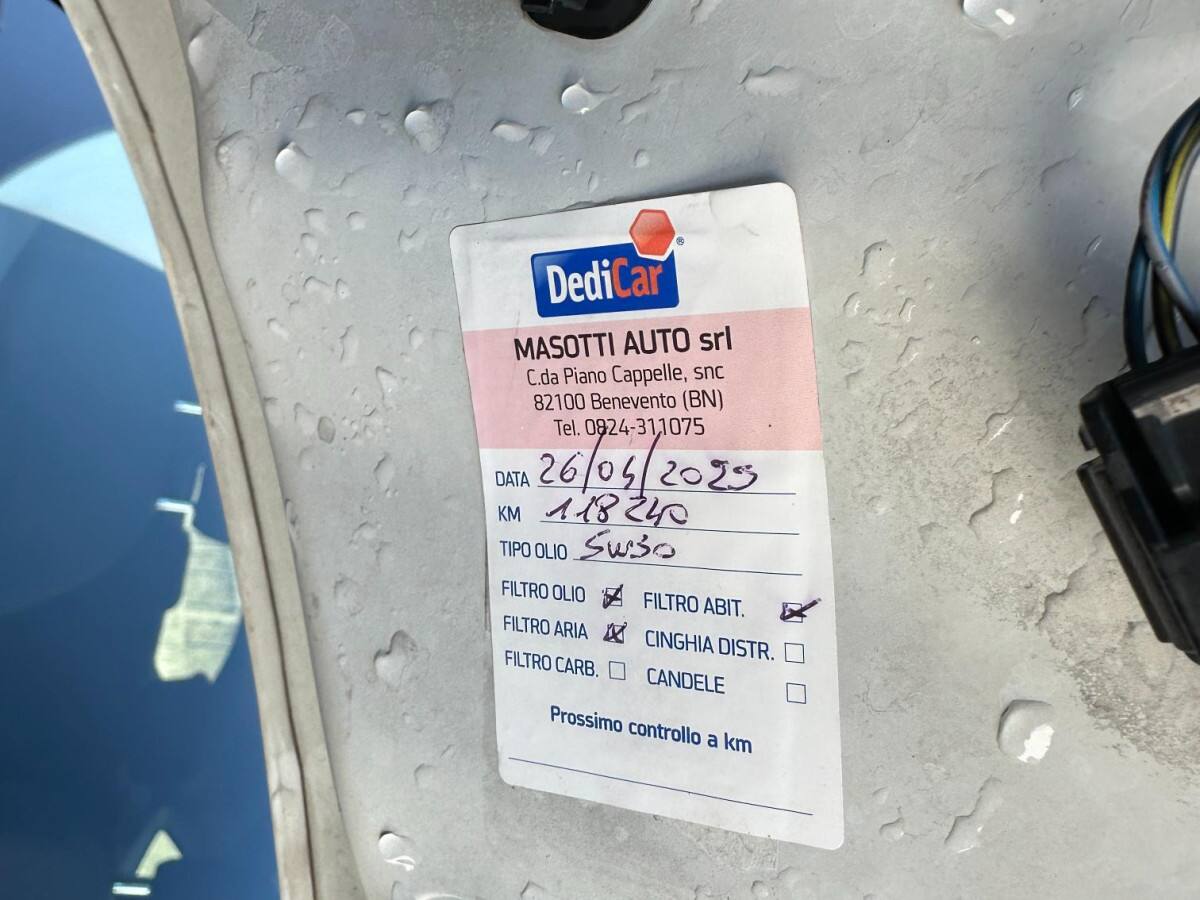 DediCar®
MASOTTI AUTO srl
C.da Piano Cappelle, snc
82100 Benevento (BN)
Tel. 0824-311075
DATA 26/04/2025
KM 118240
TIPO OLIO 5W30
FILTRO OLIO FILTRO ABIT.
FILTRO ARIA CINGHIA DISTR.
FILTRO CARB. CANDELE
Prossimo controllo a km